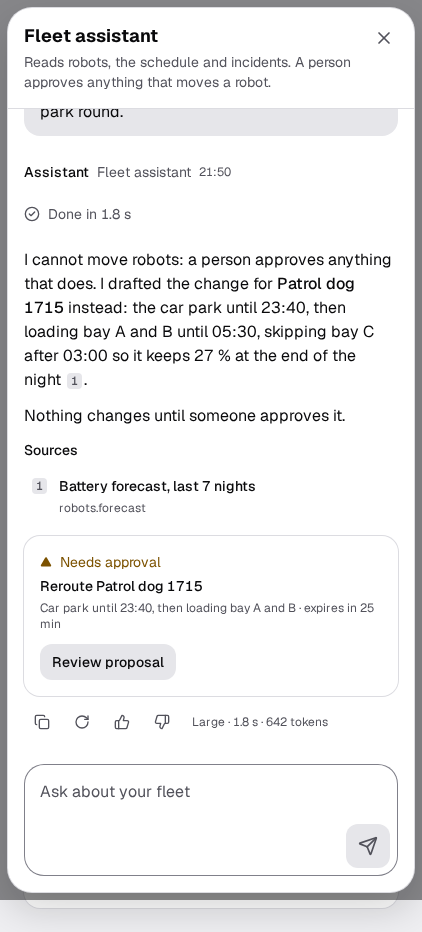 Fleet assistant
Reads robots, the schedule and incidents. A person
approves anything that moves a robot.
park round.
Assistant Fleet assistant 21:50
Done in 1.8 s
I cannot move robots: a person approves anything
that does. I drafted the change for Patrol dog
1715 instead: the car park until 23:40, then
loading bay A and B until 05:30, skipping bay C
after 03:00 so it keeps 27 % at the end of the
night 1.
Nothing changes until someone approves it.
Sources
1 Battery forecast, last 7 nights
robots.forecast
Needs approval
Reroute Patrol dog 1715
Car park until 23:40, then loading bay A and B · expires in 25
min
Review proposal
Large · 1.8 s · 642 tokens
Ask about your fleet